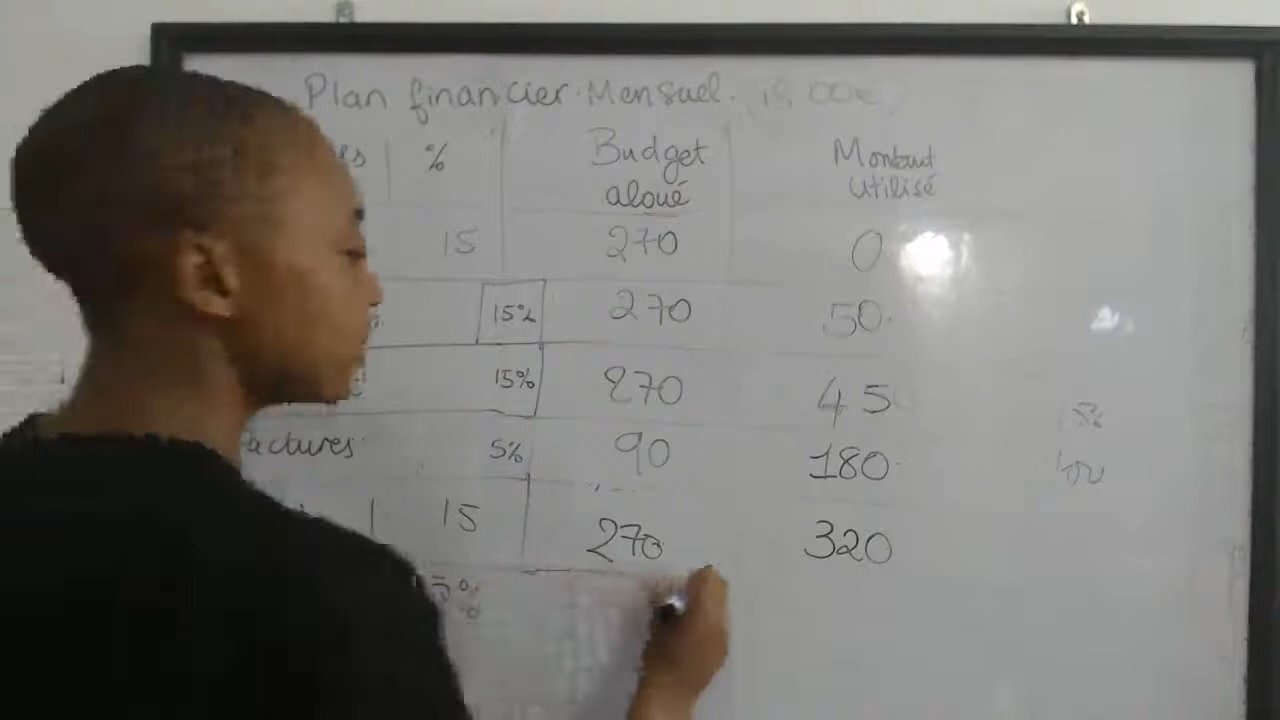 Plan financier Mensuel.
% Budget aloué Montant Utilisé
15 270 0
15% 270 50
15% 270 45
Factures 5% 90 180
15 270 320